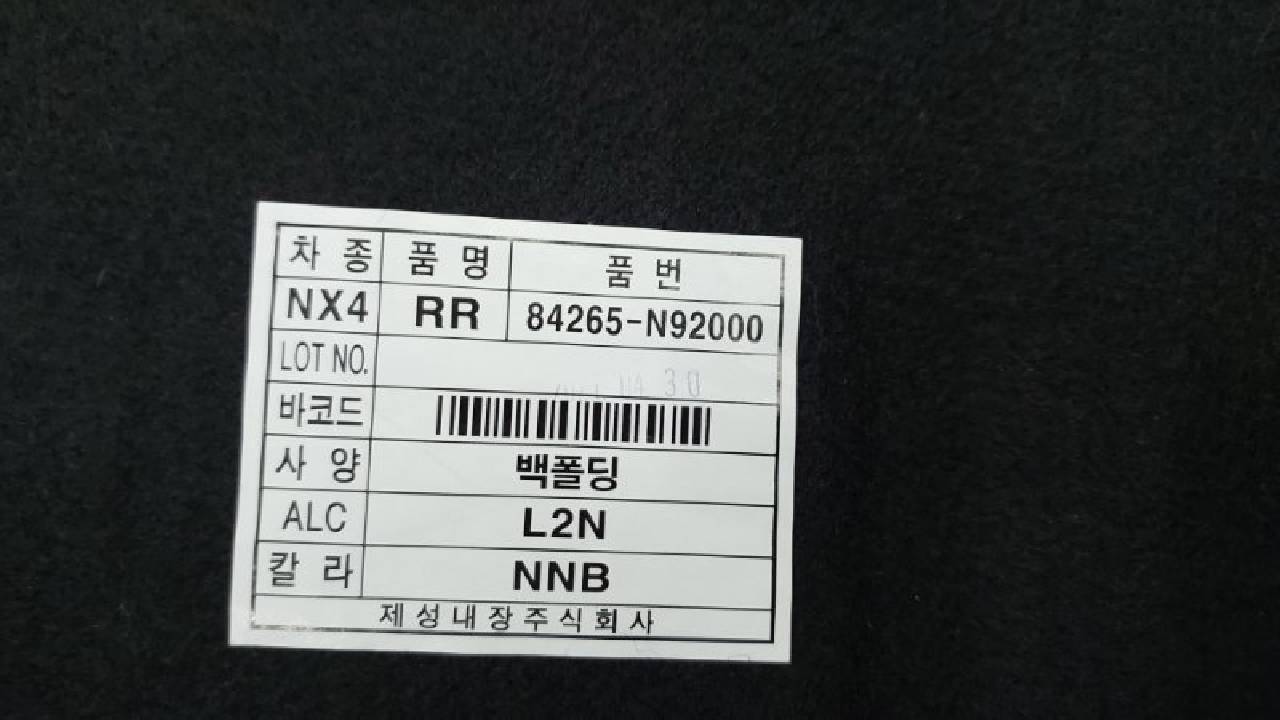 차 종 품 명 품 번
NX4 RR 84265-N92000
LOT NO.
30
바코드
사 양 백폴딩
ALC L2N
칼 라 NNB
제성내장주식회사